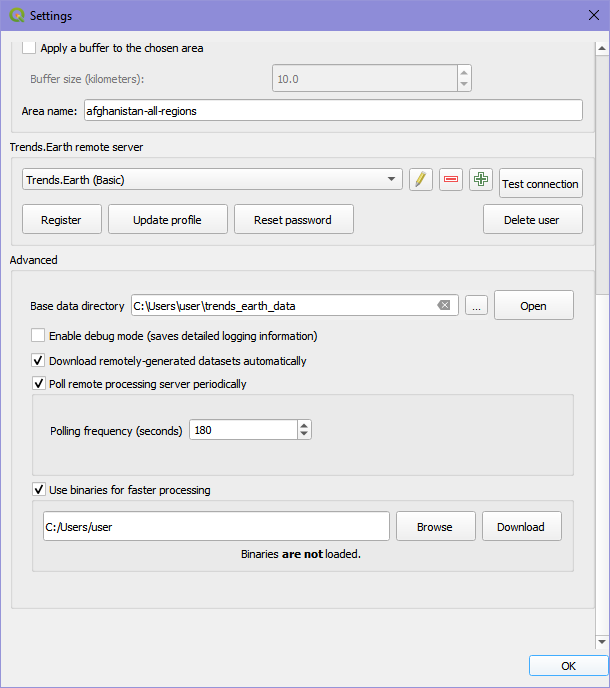 Settings
Apply a buffer to the chosen area
Buffer size (kilometers): 10.0
Area name: afghanistan-all-regions
Trends.Earth remote server
Trends.Earth (Basic) Test connection
Register Update profile Reset password Delete user
Advanced
Base data directory C:\Users\user\trends_earth_data ... Open
Enable debug mode (saves detailed logging information)
Download remotely-generated datasets automatically
Poll remote processing server periodically
Polling frequency (seconds) 180
Use binaries for faster processing
C:/Users/user Browse Download
Binaries are not loaded.
OK